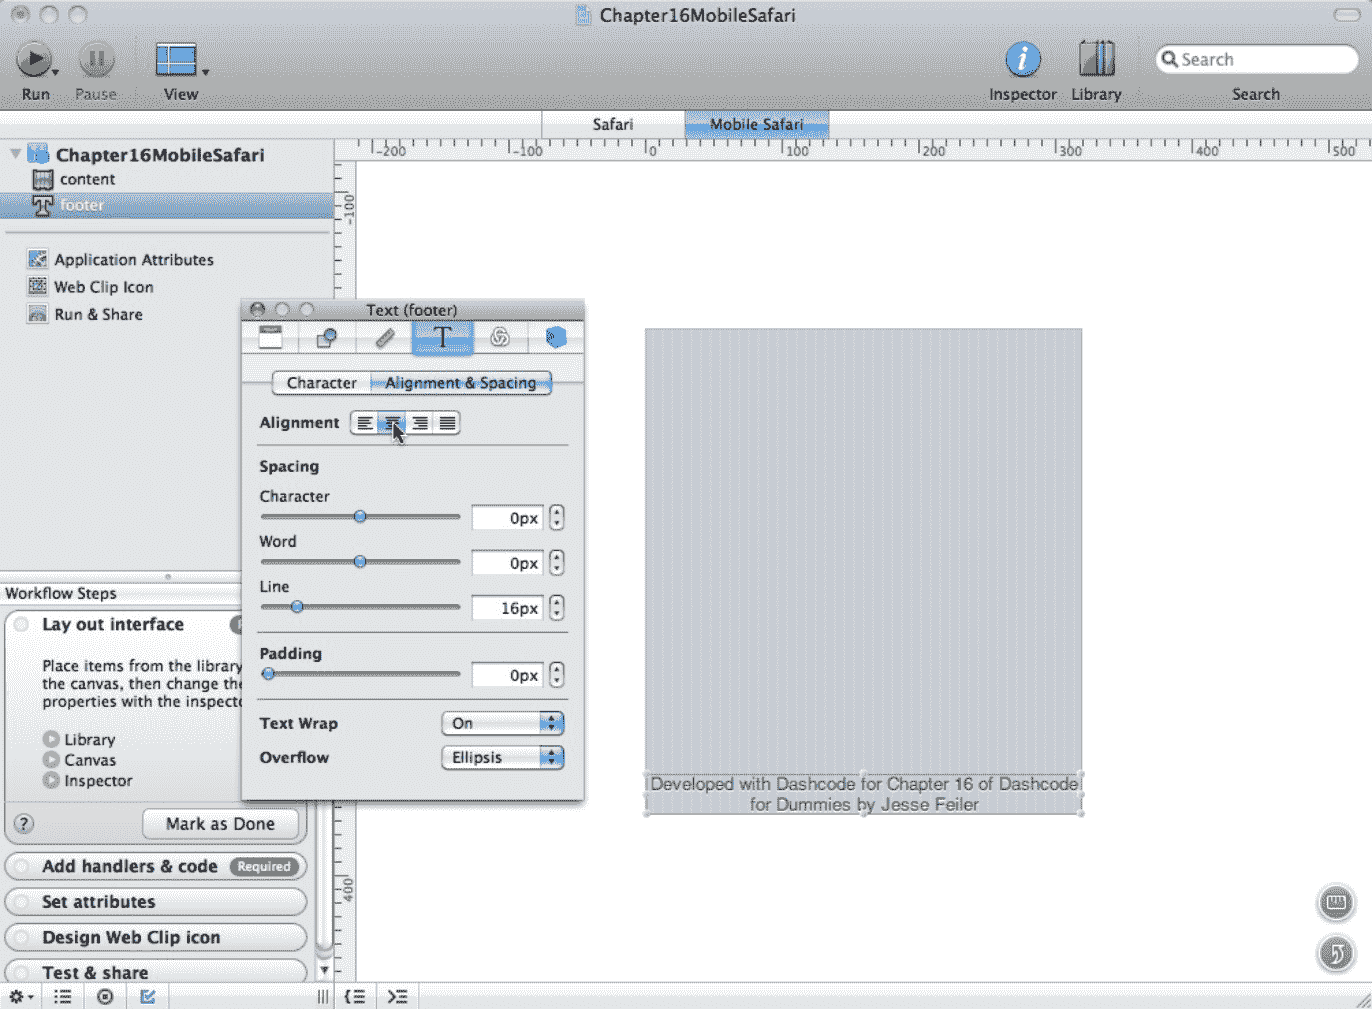 Chapter16MobileSafari
Run
Pause
View
Inspector
Library
Search
Search
Safari
Mobile Safari
Chapter16MobileSafari
content
footer
Application Attributes
Web Clip Icon
Run & Share
-200
-100
0
100
200
300
400
500
-100
400
Text (footer)
T
Character
Alignment & Spacing
Alignment
Spacing
Character
0px
Word
0px
Line
16px
Padding
0px
Text Wrap
On
Overflow
Ellipsis
Developed with Dashcode for Chapter 16 of Dashcode
for Dummies by Jesse Feiler
Workflow Steps
Lay out interface
Place items from the library
the canvas, then change the
properties with the
Library
Canvas
Inspector
?
Mark as Done
Add handlers & code
Required
Set attributes
Design Web Clip icon
Test & share